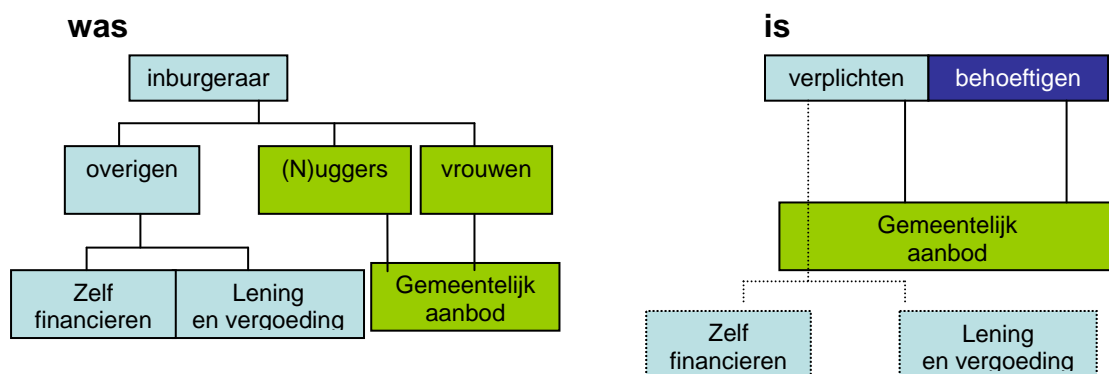 was
is
inburgeraar
verplichten
behoeftigen
overigen
(N)uggers
vrouwen
Gemeentelijk
aanbod
Zelf
financieren
Lening
en vergoeding
Gemeentelijk
aanbod
Zelf
financieren
Lening
en vergoeding